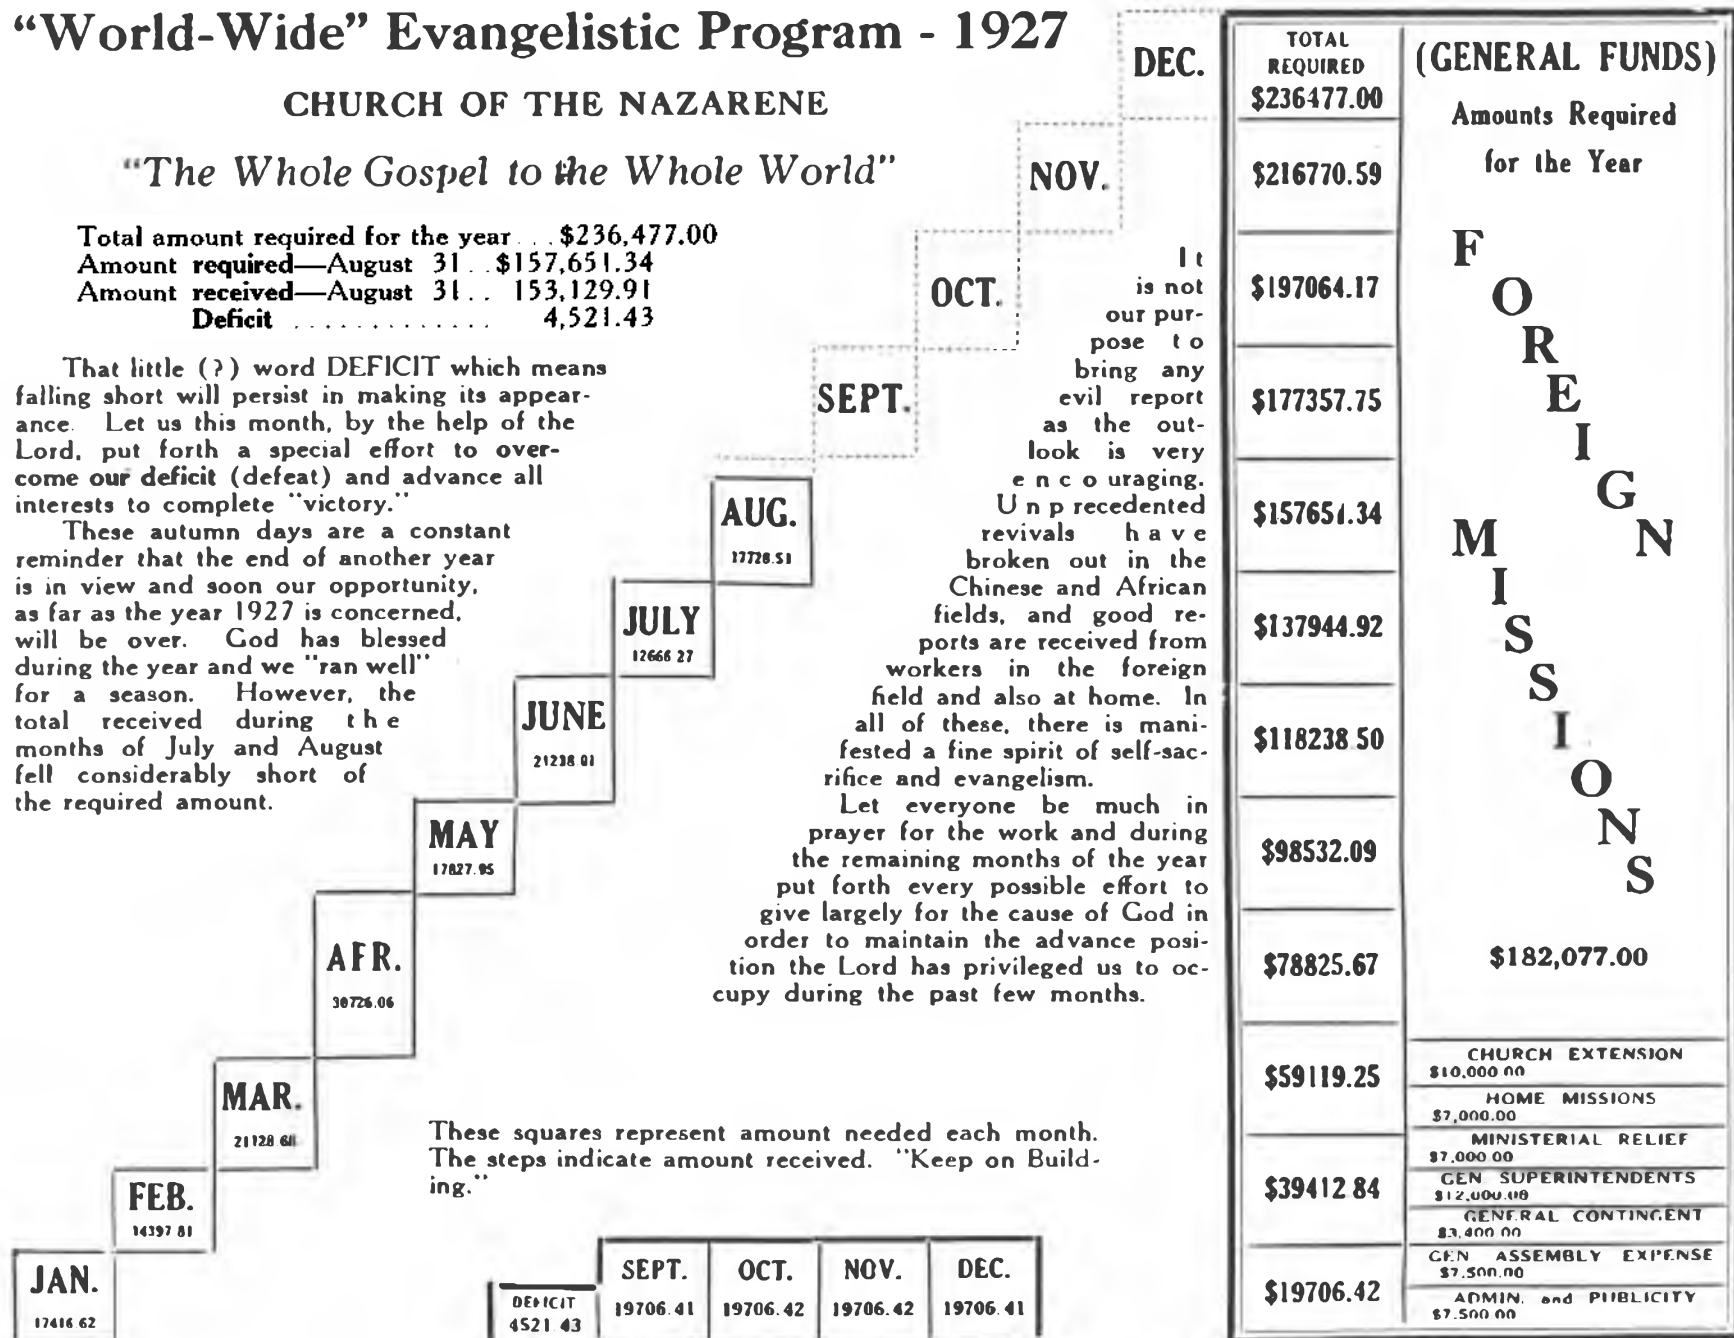 “World-Wide” Evangelistic Program - 1927
CHURCH OF THE NAZARENE
“The Whole Gospel to the Whole World”
Total amount required for the year ... $236,477.00
Amount required—August 31 .. $157,651.34
Amount received—August 31 .. 153,129.91
Deficit ............. 4,521.43
That little (?) word DEFICIT which means
falling short will persist in making its appear-
ance. Let us this month, by the help of the
Lord, put forth a special effort to over-
come our deficit (defeat) and advance all
interests to complete “victory.”
These autumn days are a constant
reminder that the end of another year
is in view and soon our opportunity,
as far as the year 1927 is concerned,
will be over. God has blessed
during the year and we “ran well”
for a season. However, the
total received during the
months of July and August
fell considerably short of
the required amount.
JAN.
17416.62
FEB.
14397 81
MAR.
21128 68
APR.
30726.06
MAY
17827.95
JUNE
21238 01
JULY
12666 27
AUG.
17728.51
SEPT.
OCT.
NOV.
DEC.
It
is not
our pur-
pose to
bring any
evil report
as the out-
look is very
encouraging.
Unprecedented
revivals have
broken out in the
Chinese and African
fields, and good re-
ports are received from
workers in the foreign
field and also at home. In
all of these, there is mani-
fested a fine spirit of self-sac-
rifice and evangelism.
Let everyone be much in
prayer for the work and during
the remaining months of the year
put forth every possible effort to
give largely for the cause of God in
order to maintain the advance posi-
tion the Lord has privileged us to oc-
cupy during the past few months.
These squares represent amount needed each month.
The steps indicate amount received. “Keep on Build-
ing.”
DEFICIT
4521 43
SEPT.
19706.41
OCT.
19706.42
NOV.
19706.42
DEC.
19706.41
TOTAL
REQUIRED
$236477.00
$216770.59
$197064.17
$177357.75
$157651.34
$137944.92
$118238.50
$98532.09
$78825.67
$59119.25
$39412 84
$19706.42
(GENERAL FUNDS)
Amounts Required
for the Year
FOREIGN
MISSIONS
$182,077.00
CHURCH EXTENSION
$10,000 00
HOME MISSIONS
$7,000.00
MINISTERIAL RELIEF
$7,000 00
GEN. SUPERINTENDENTS
$12,000.00
GENERAL CONTINGENT
$3,400 00
GEN ASSEMBLY EXPENSE
$7,500.00
ADMIN. and PUBLICITY
$7,500.00